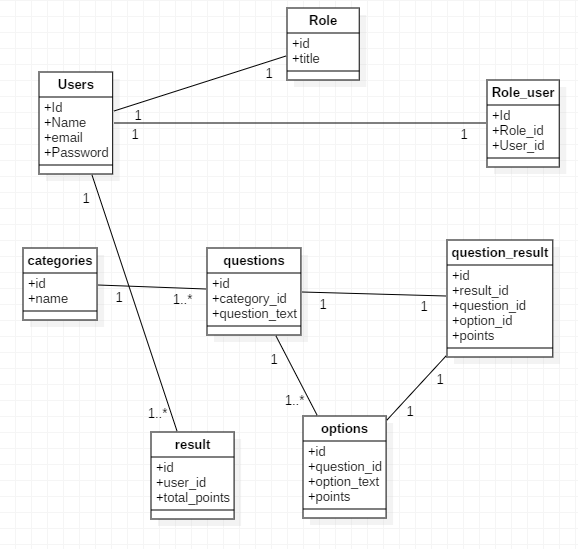 Role
+id
+title
1
Users
+Id
+Name
+email
+Password
1
1
1
Role_user
+Id
+Role_id
+User_id
1
categories
+id
+name
1
1..*
questions
+id
+category_id
+question_text
1
1
question_result
+id
+result_id
+question_id
+option_id
+points
1
1..*
1
1
1..*
result
+id
+user_id
+total_points
options
+id
+question_id
+option_text
+points